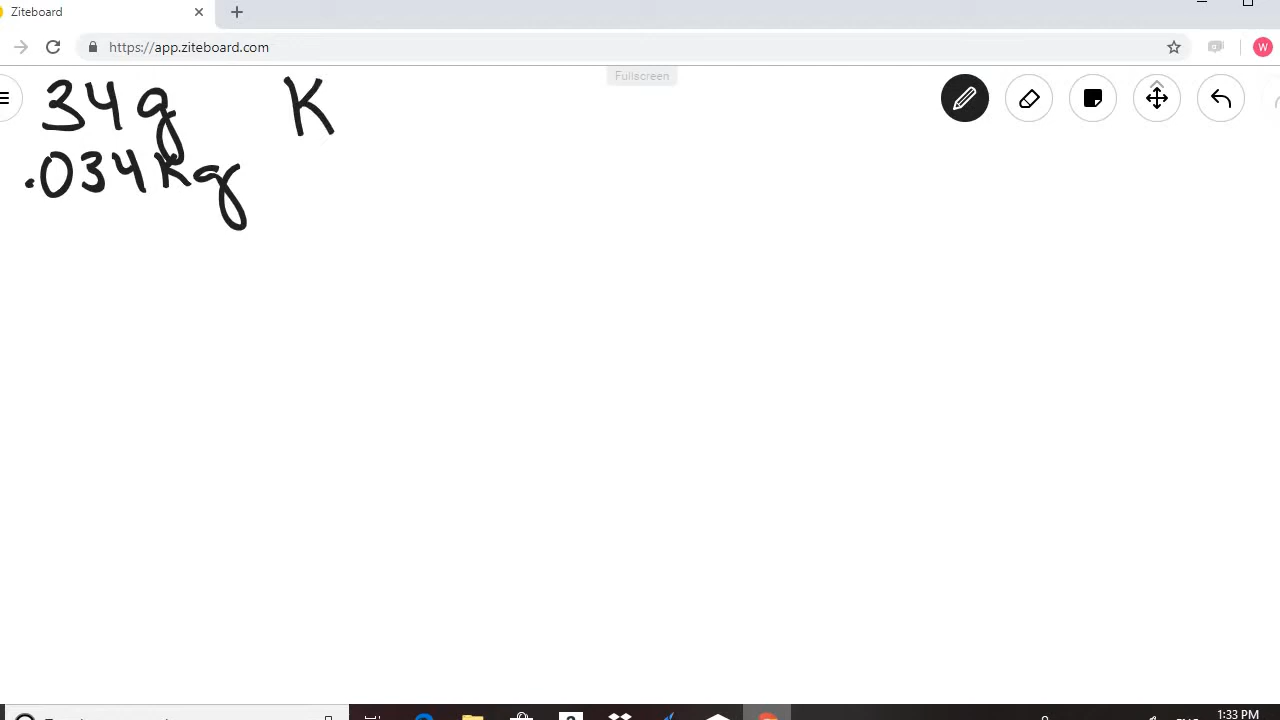 Ziteboard
https://app.ziteboard.com
W
Fullscreen
34g K
.034kg
1:33 PM